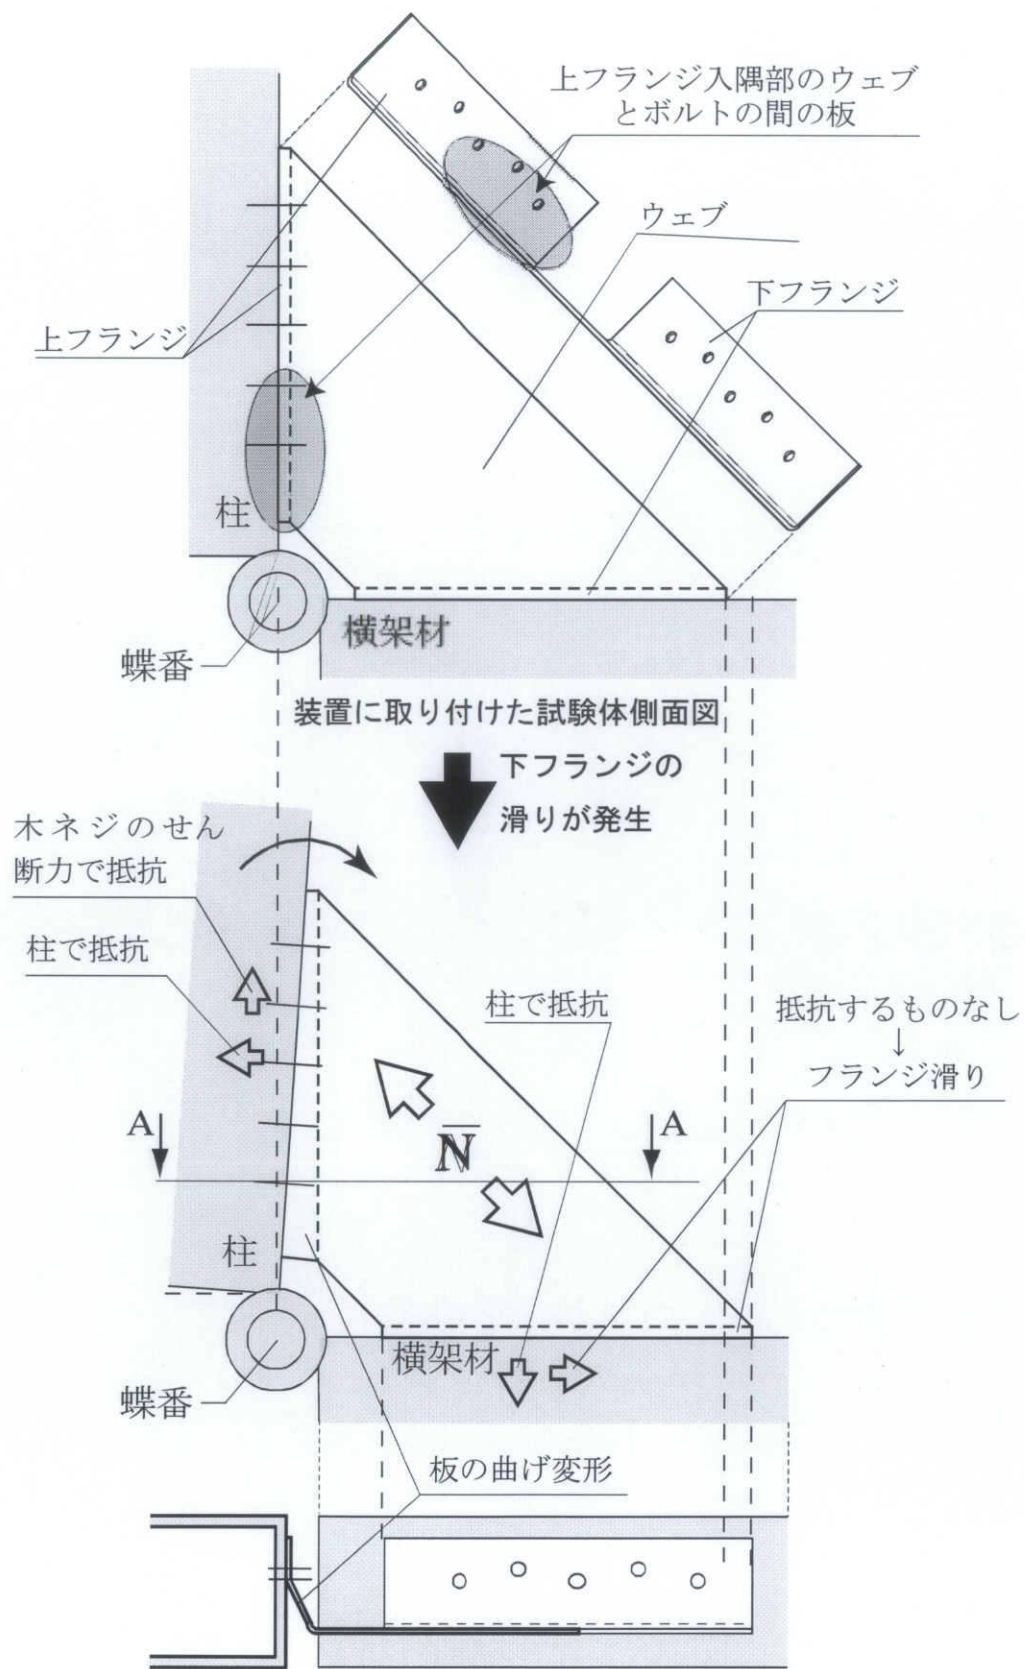 上フランジ入隅部のウェブ
とボルトの間の板
ウェブ
下フランジ
上フランジ
柱
横架材
蝶番
装置に取り付けた試験体側面図
下フランジの
滑りが発生
木ネジのせん
断力で抵抗
柱で抵抗
柱で抵抗
抵抗するものなし
↓
フランジ滑り
A
A
N
柱
横架材
蝶番
板の曲げ変形